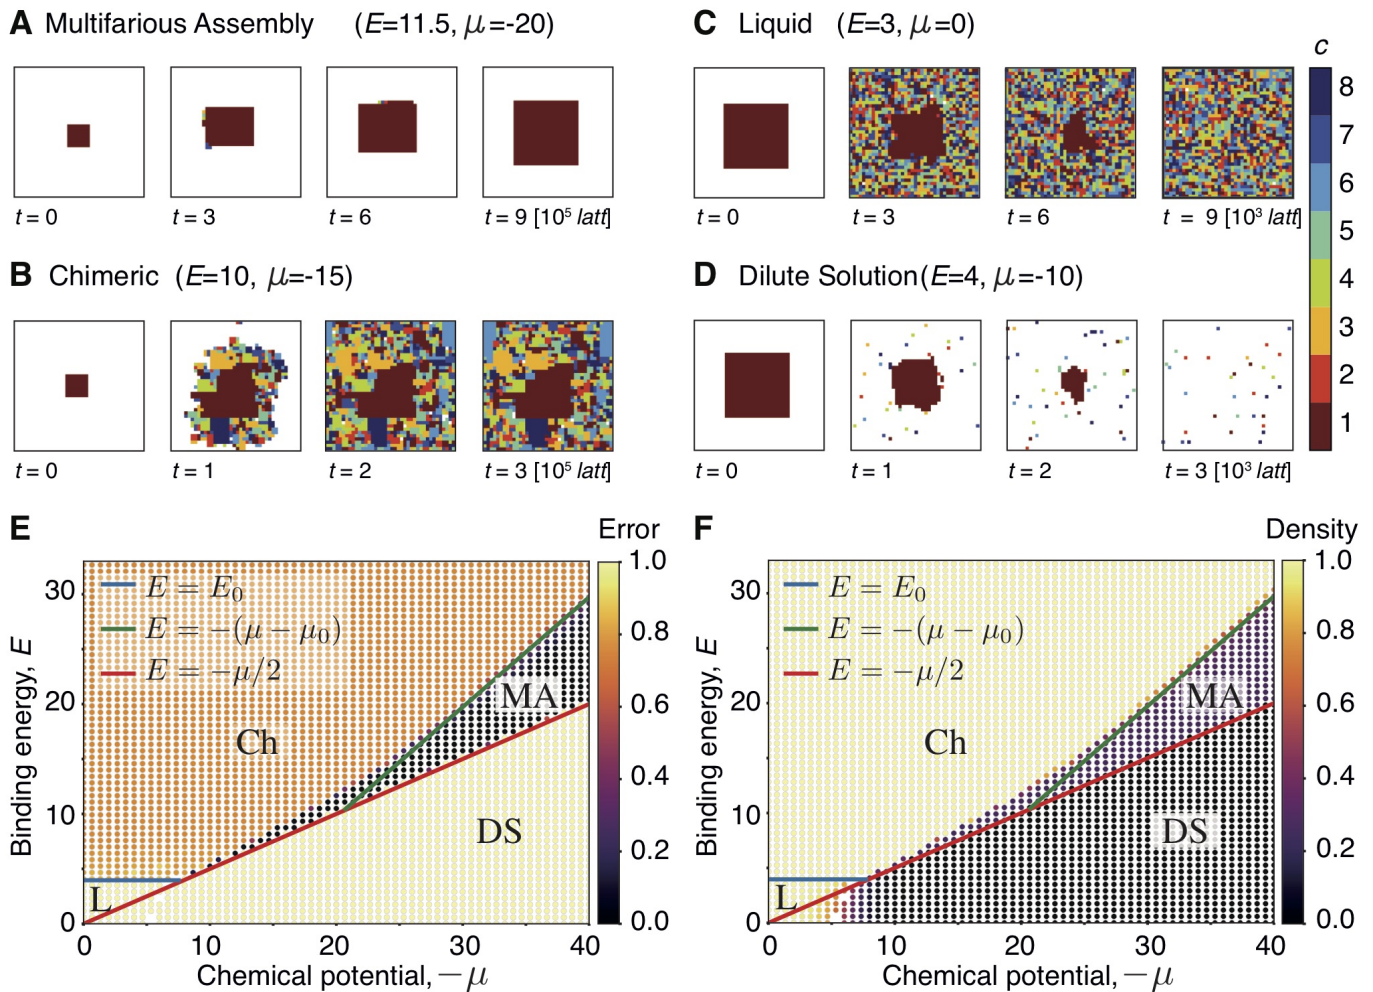 A Multifarious Assembly (E=11.5, μ=-20)
t = 0 t = 3 t = 6 t = 9 [10⁵ latt]
B Chimeric (E=10, μ=-15)
t = 0 t = 1 t = 2 t = 3 [10⁵ latt]
C Liquid (E=3, μ=0)
t = 0 t = 3 t = 6 t = 9 [10³ latt]
D Dilute Solution(E=4, μ=-10)
t = 0 t = 1 t = 2 t = 3 [10³ latt]
c
8
7
6
5
4
3
2
1
E
Error
1.0
0.8
0.6
0.4
0.2
0.0
E = E₀
E = −(μ − μ₀)
E = −μ/2
MA
Ch
DS
L
30
20
10
0
0 10 20 30 40
Binding energy, E
Chemical potential, −μ
F
Density
1.0
0.8
0.6
0.4
0.2
0.0
E = E₀
E = −(μ − μ₀)
E = −μ/2
MA
Ch
DS
L
30
20
10
0
0 10 20 30 40
Binding energy, E
Chemical potential, −μ